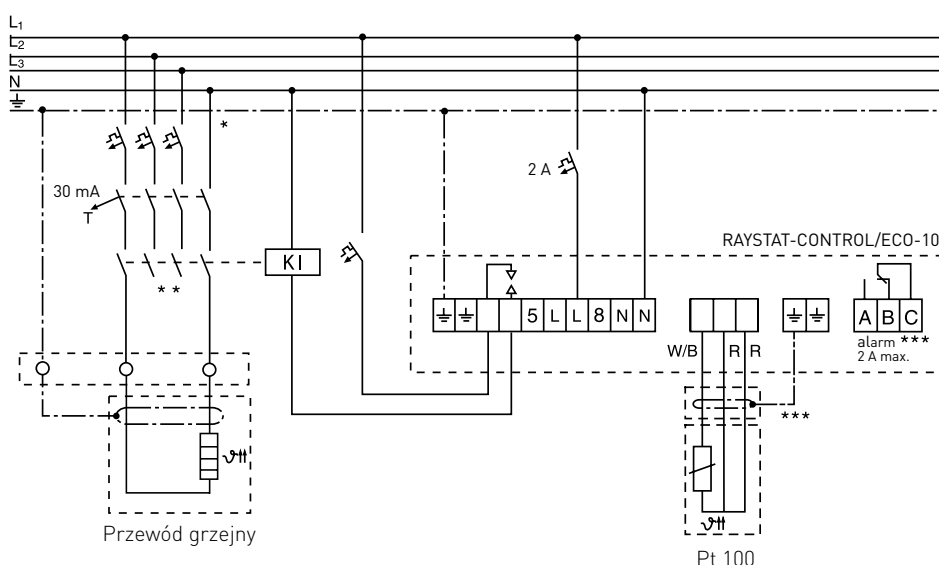 L1
L2
L3
N
*
30 mA
T
2 A
RAYSTAT-CONTROL/ECO-10
KI
* *
5 L L 8 N N
A B C
W/B R R
alarm ***
2 A max.
***
ϑ
ϑ
Przewód grzejny
Pt 100